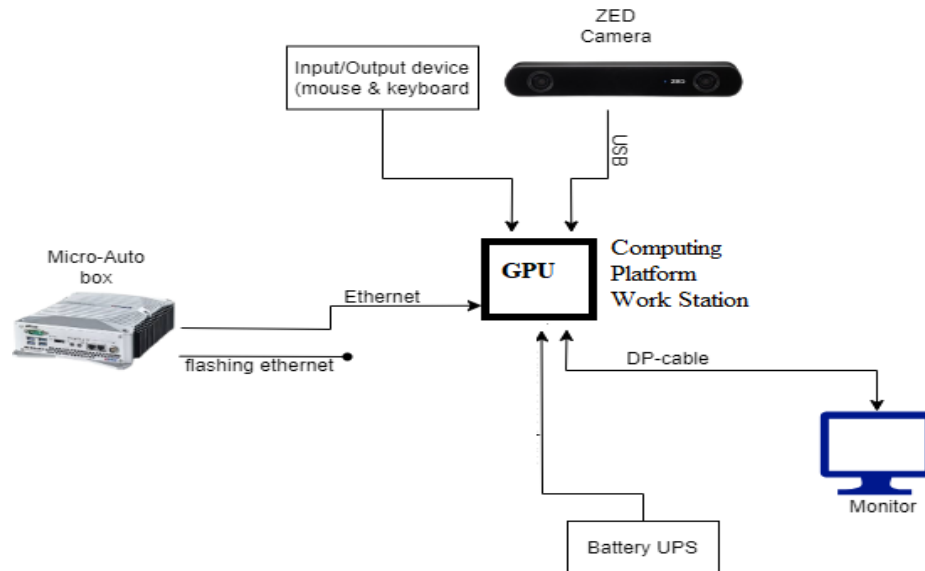 ZED
Camera
Input/Output device
(mouse & keyboard
ZED
USB
Micro-Auto
box
GPU
Computing
Platform
Work Station
Ethernet
flashing ethernet
DP-cable
Monitor
Battery UPS